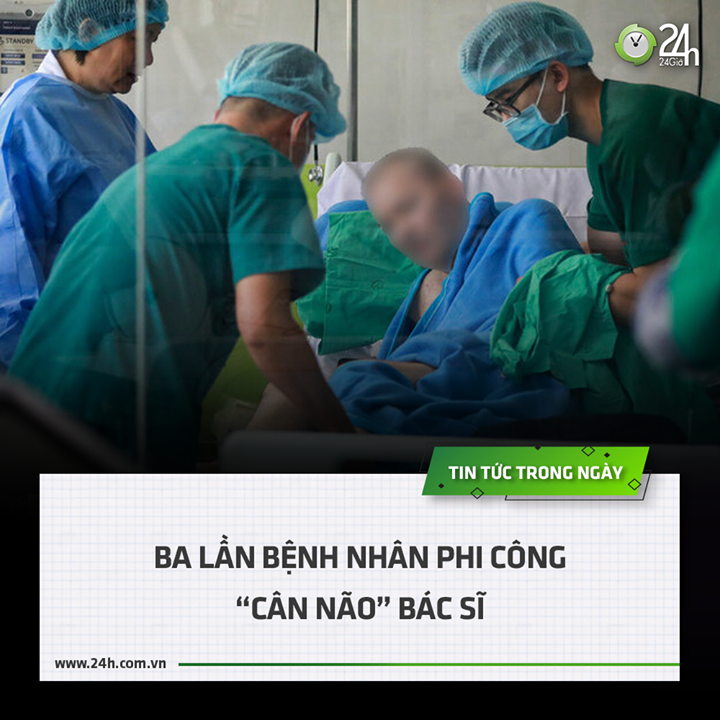 STANDBY
24h
24Giờ
TIN TỨC TRONG NGÀY
BA LẦN BỆNH NHÂN PHI CÔNG
“CÂN NÃO” BÁC SĨ
www.24h.com.vn